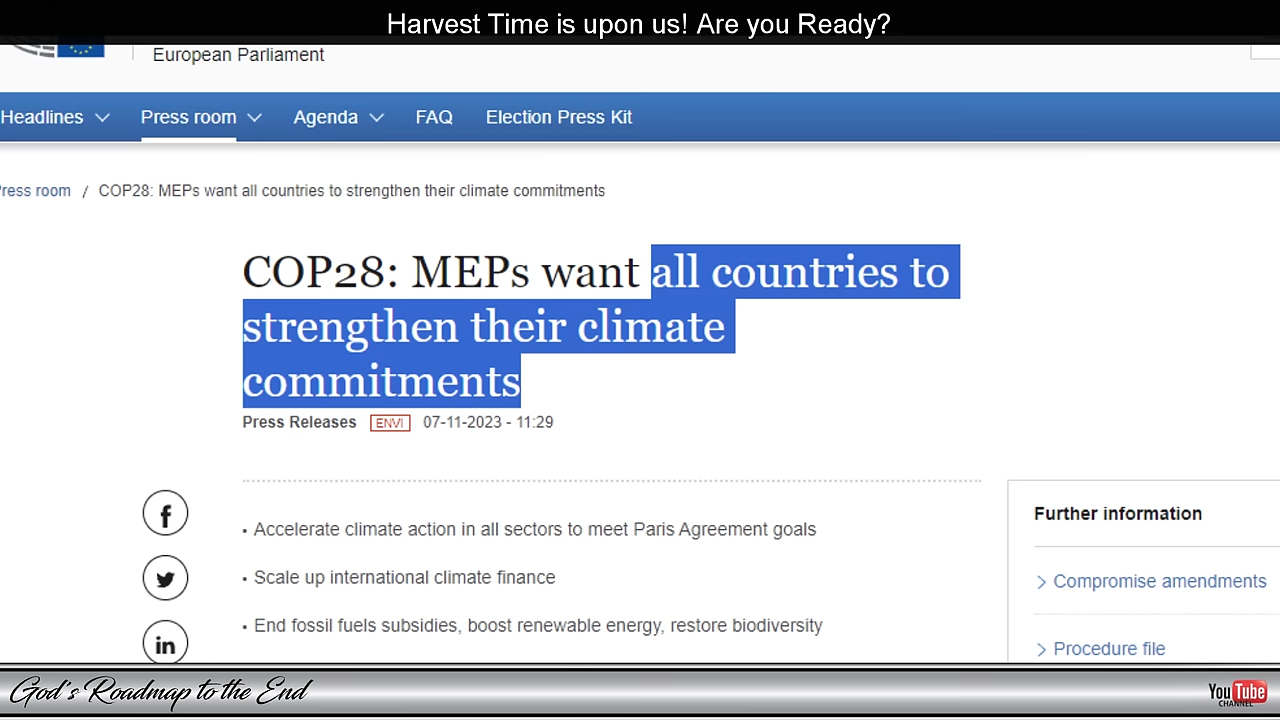 Harvest Time is upon us! Are you Ready?
European Parliament
Headlines Press room Agenda FAQ Election Press Kit
Press room / COP28: MEPs want all countries to strengthen their climate commitments
COP28: MEPs want all countries to
strengthen their climate
commitments
Press Releases ENVI 07-11-2023 - 11:29
• Accelerate climate action in all sectors to meet Paris Agreement goals
• Scale up international climate finance
• End fossil fuels subsidies, boost renewable energy, restore biodiversity
Further information
Compromise amendments
Procedure file
God's Roadmap to the End
YouTube
CHANNEL